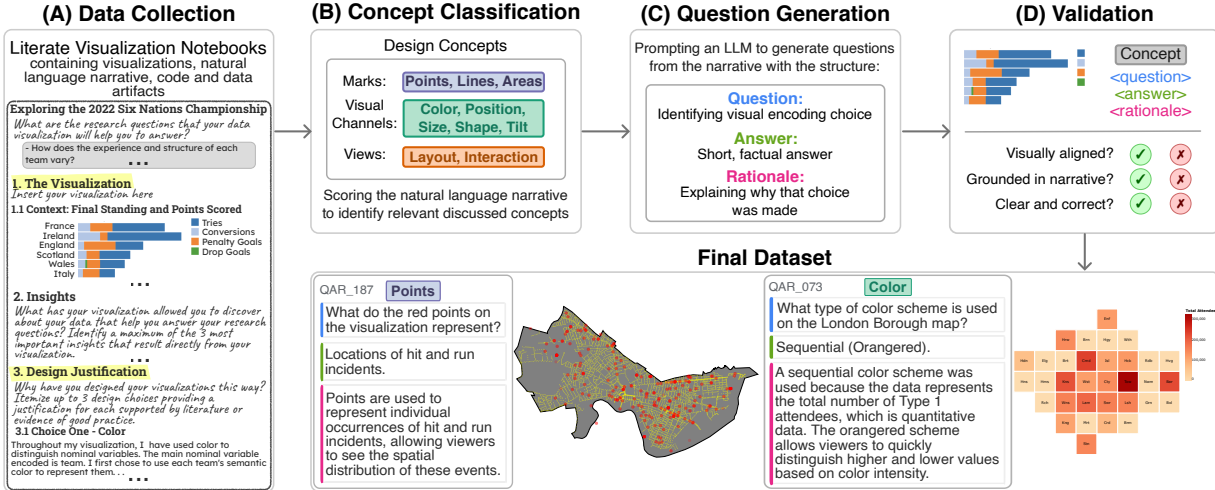 (A) Data Collection
Literate Visualization Notebooks
containing visualizations, natural
language narrative, code and data
artifacts
Exploring the 2022 Six Nations Championship
What are the research questions that your data
visualization will help you to answer?
- How does the experience and structure of each
team vary?
...
1. The Visualization
Insert your visualization here
1.1 Context: Final Standing and Points Scored
France
Ireland
England
Scotland
Wales
Italy
Tries
Conversions
Penalty Goals
Drop Goals
...
2. Insights
What has your visualization allowed you to discover
about your data that help you answer your research
questions? Identify a maximum of the 3 most
important insights that result directly from your
visualization.
...
3. Design Justification
Why have you designed your visualizations this way?
Itemize up to 3 design choices providing a
justification for each supported by literature or
evidence of good practice.
3.1 Choice One - Color
Throughout my visualization, I have used color to
distinguish nominal variables. The main nominal variable
encoded is team. I first chose to use each team's semantic
color to represent them. . .
...
(B) Concept Classification
Design Concepts
Marks:
Points, Lines, Areas
Visual
Channels:
Color, Position,
Size, Shape, Tilt
Views:
Layout, Interaction
Scoring the natural language narrative
to identify relevant discussed concepts
(C) Question Generation
Prompting an LLM to generate questions
from the narrative with the structure:
Question:
Identifying visual encoding choice
Answer:
Short, factual answer
Rationale:
Explaining why that choice
was made
(D) Validation
Concept
<question>
<answer>
<rationale>
Visually aligned? ✓ ✗
Grounded in narrative? ✓ ✗
Clear and correct? ✓ ✗
Final Dataset
QAR_187
Points
What do the red points on
the visualization represent?
Locations of hit and run
incidents.
Points are used to
represent individual
occurrences of hit and run
incidents, allowing viewers
to see the spatial
distribution of these events.
QAR_073
Color
What type of color scheme is used
on the London Borough map?
Sequential (Orangered).
A sequential color scheme
was used because the data represents
the total number of Type 1
attendees, which is quantitative
data. The orangered scheme
allows viewers to quickly
distinguish higher and lower values
based on color intensity.